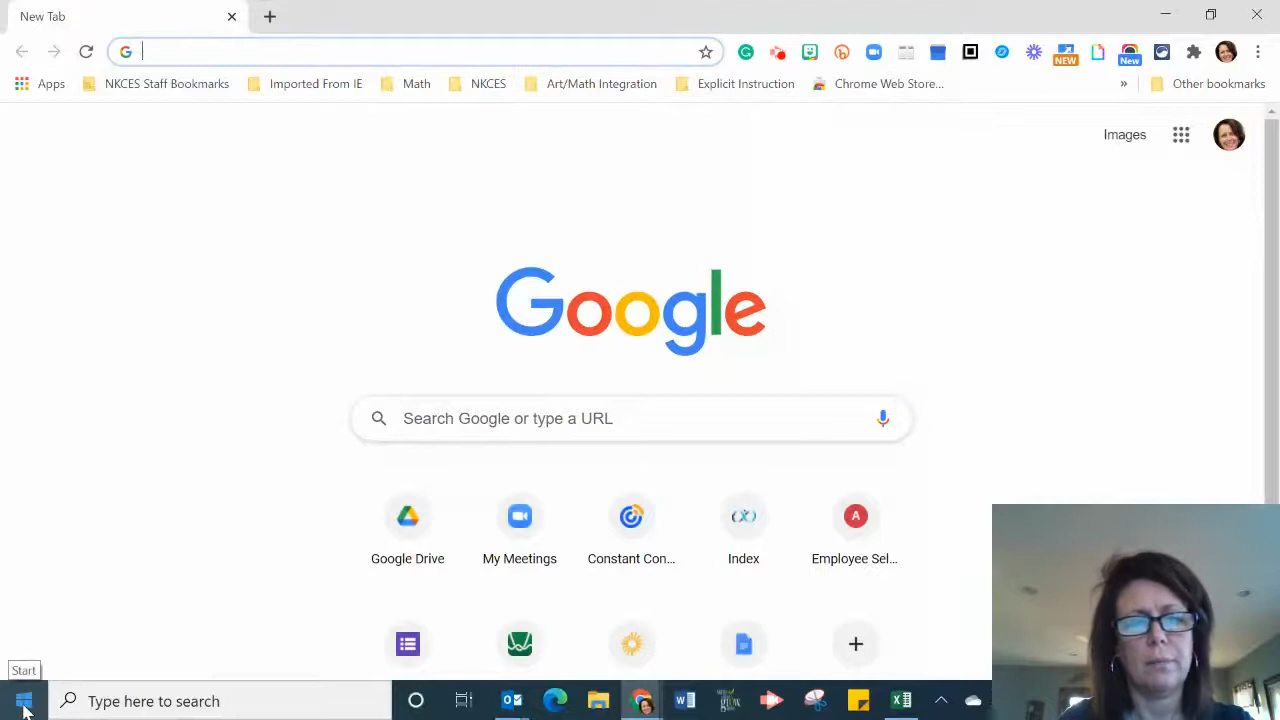 New Tab
NEW
New
Apps
NKCES Staff Bookmarks
Imported From IE
Math
NKCES
Art/Math Integration
Explicit Instruction
Chrome Web Store...
»
Other bookmarks
Images
Google
Search Google or type a URL
Google Drive
My Meetings
Constant Con...
Index
A
Employee Sel...
Start
Type here to search